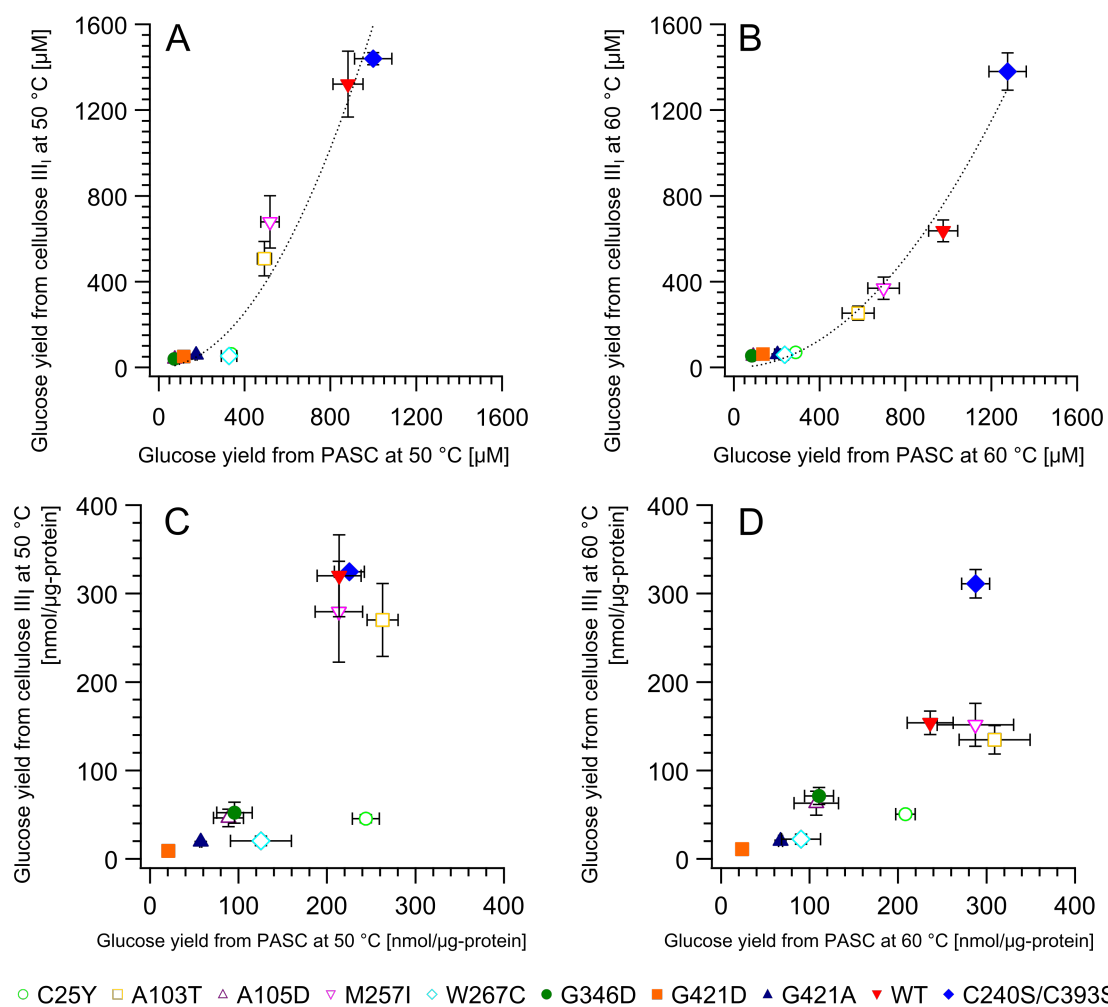 A
1600
1200
800
400
0
0 400 800 1200 1600
Glucose yield from cellulose IIII at 50 °C [µM]
Glucose yield from PASC at 50 °C [µM]
B
1600
1200
800
400
0
0 400 800 1200 1600
Glucose yield from cellulose IIII at 60 °C [µM]
Glucose yield from PASC at 60 °C [µM]
C
400
300
200
100
0
0 100 200 300 400
Glucose yield from cellulose IIII at 50 °C
[nmol/µg-protein]
Glucose yield from PASC at 50 °C [nmol/µg-protein]
D
400
300
200
100
0
0 100 200 300 400
Glucose yield from cellulose IIII at 60 °C
[nmol/µg-protein]
Glucose yield from PASC at 60 °C [nmol/µg-protein]
C25Y A103T A105D M257I W267C G346D G421D G421A WT C240S/C393S